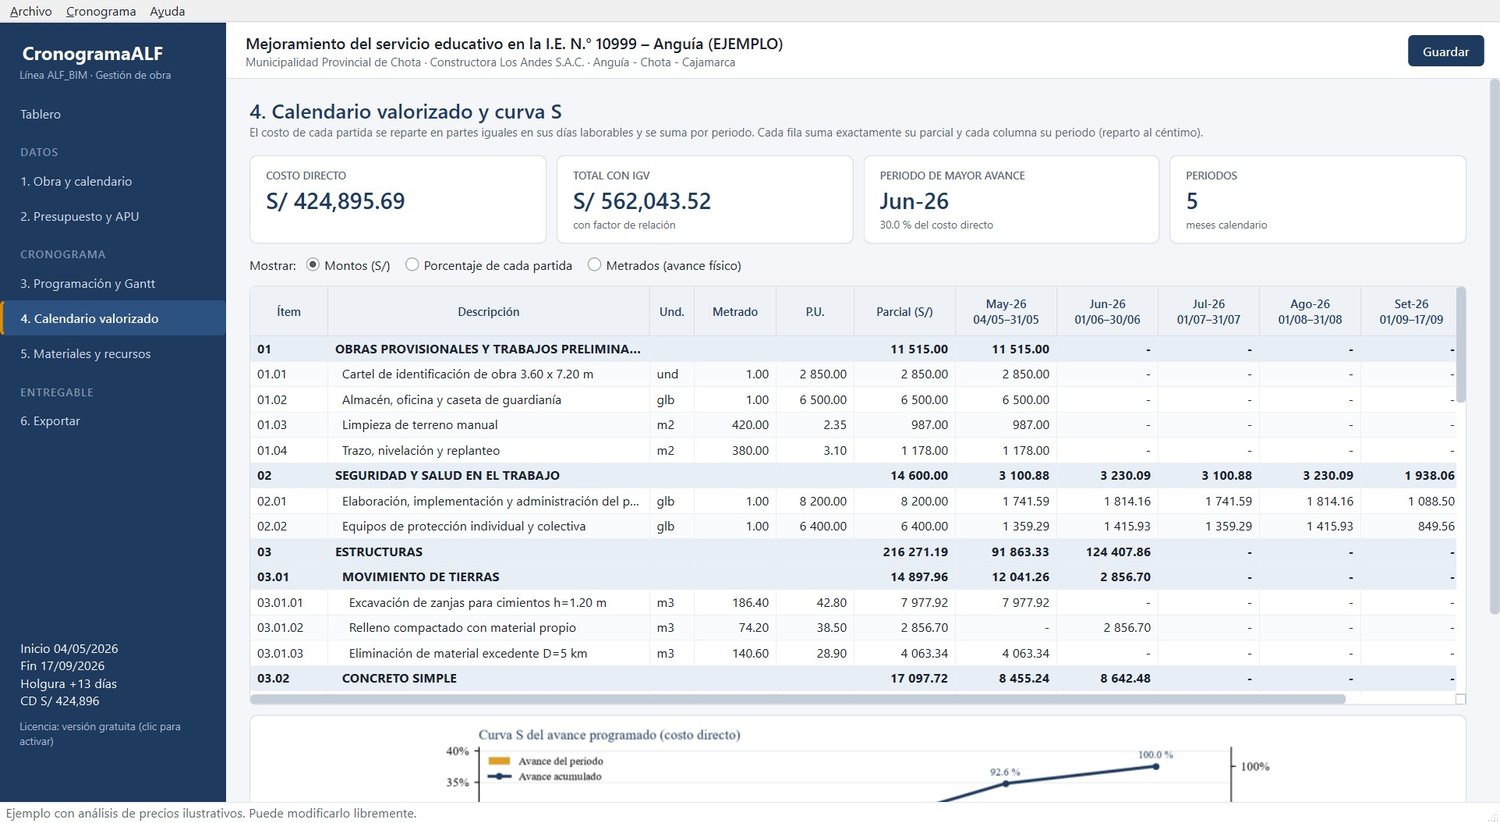 Archivo Cronograma Ayuda
CronogramaALF
Línea ALF_BIM · Gestión de obra
Tablero
DATOS
1. Obra y calendario
2. Presupuesto y APU
CRONOGRAMA
3. Programación y Gantt
4. Calendario valorizado
5. Materiales y recursos
ENTREGABLE
6. Exportar
Inicio 04/05/2026
Fin 17/09/2026
Holgura +13 días
CD S/ 424,896
Licencia: versión gratuita (clic para
activar)
Mejoramiento del servicio educativo en la I.E. N.° 10999 – Anguía (EJEMPLO)
Municipalidad Provincial de Chota · Constructora Los Andes S.A.C. · Anguía - Chota - Cajamarca
Guardar
4. Calendario valorizado y curva S
El costo de cada partida se reparte en partes iguales en sus días laborables y se suma por periodo. Cada fila suma exactamente su parcial y cada columna su periodo (reparto al céntimo).
COSTO DIRECTO
S/ 424,895.69
TOTAL CON IGV
S/ 562,043.52
con factor de relación
PERIODO DE MAYOR AVANCE
Jun-26
30.0 % del costo directo
PERIODOS
5
meses calendario
Mostrar: Montos (S/) Porcentaje de cada partida Metrados (avance físico)
Ítem Descripción Und. Metrado P.U. Parcial (S/) May-26 Jun-26 Jul-26 Ago-26 Set-26
04/05–31/05 01/06–30/06 01/07–31/07 01/08–31/08 01/09–17/09
01 OBRAS PROVISIONALES Y TRABAJOS PRELIMINA... 11 515.00 11 515.00 - - - -
01.01 Cartel de identificación de obra 3.60 x 7.20 m und 1.00 2 850.00 2 850.00 2 850.00 - - - -
01.02 Almacén, oficina y caseta de guardianía glb 1.00 6 500.00 6 500.00 6 500.00 - - - -
01.03 Limpieza de terreno manual m2 420.00 2.35 987.00 987.00 - - - -
01.04 Trazo, nivelación y replanteo m2 380.00 3.10 1 178.00 1 178.00 - - - -
02 SEGURIDAD Y SALUD EN EL TRABAJO 14 600.00 3 100.88 3 230.09 3 100.88 3 230.09 1 938.06
02.01 Elaboración, implementación y administración del p... glb 1.00 8 200.00 8 200.00 1 741.59 1 814.16 1 741.59 1 814.16 1 088.50
02.02 Equipos de protección individual y colectiva glb 1.00 6 400.00 6 400.00 1 359.29 1 415.93 1 359.29 1 415.93 849.56
03 ESTRUCTURAS 216 271.19 91 863.33 124 407.86 - - -
03.01 MOVIMIENTO DE TIERRAS 14 897.96 12 041.26 2 856.70 - - -
03.01.01 Excavación de zanjas para cimientos h=1.20 m m3 186.40 42.80 7 977.92 7 977.92 - - - -
03.01.02 Relleno compactado con material propio m3 74.20 38.50 2 856.70 - 2 856.70 - - -
03.01.03 Eliminación de material excedente D=5 km m3 140.60 28.90 4 063.34 4 063.34 - - - -
03.02 CONCRETO SIMPLE 17 097.72 8 455.24 8 642.48 - - -
Curva S del avance programado (costo directo)
40%
35%
Avance del periodo
Avance acumulado
92.6 %
100.0 %
100%
Ejemplo con análisis de precios ilustrativos. Puede modificarlo libremente.